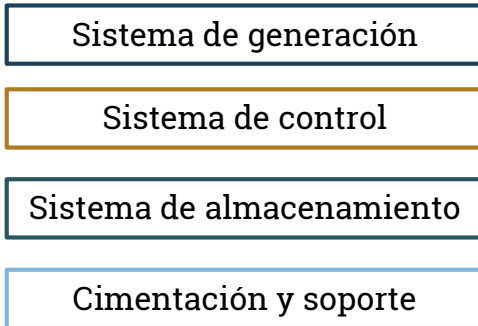 Sistema de generación
Sistema de control
Sistema de almacenamiento
Cimentación y soporte